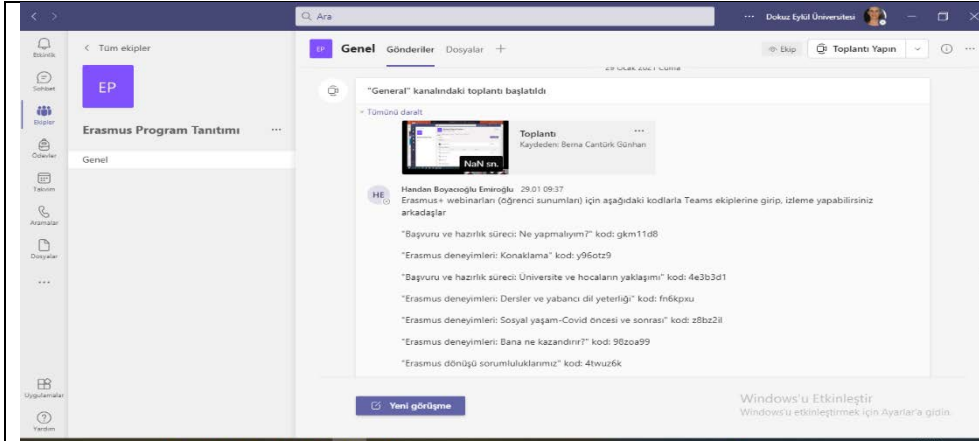 Ara
Dokuz Eylül Üniversitesi
Etkinlik
Sohbet
Ekipler
Ödevler
Takvim
Aramalar
Dosyalar
Uygulamalar
Yardım
Tüm ekipler
EP
Erasmus Program Tanıtımı
Genel
EP Genel Gönderiler Dosyalar
Ekip
Toplantı Yapın
29 Ocak 2021 Cuma
"General" kanalındaki toplantı başlatıldı
Tümünü daralt
NaN sn.
Toplantı
Kaydeden: Berna Cantürk Günhan
HE
Handan Boyacıoğlu Emiroğlu 29.01 09:37
Erasmus+ webinarları (öğrenci sunumları) için aşağıdaki kodlarla Teams ekiplerine girip, izleme yapabilirsiniz
arkadaşlar
"Başvuru ve hazırlık süreci: Ne yapmalıyım?" kod: gkm11d8
"Erasmus deneyimleri: Konaklama" kod: y96otz9
"Başvuru ve hazırlık süreci: Üniversite ve hocaların yaklaşımı" kod: 4e3b3d1
"Erasmus deneyimleri: Dersler ve yabancı dil yeterliği" kod: fn6kpxu
"Erasmus deneyimleri: Sosyal yaşam-Covid öncesi ve sonrası" kod: z8bz2il
"Erasmus deneyimleri: Bana ne kazandırır?" kod: 98zoa99
"Erasmus dönüşü sorumluluklarımız" kod: 4twuz6k
Yeni görüşme
Windows'u Etkinleştir
Windows'u etkinleştirmek için Ayarlar'a gidin.